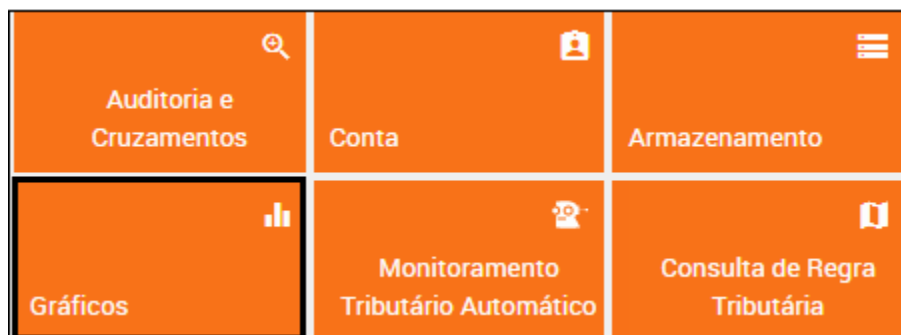 Auditoria e
Cruzamentos
Conta
Armazenamento
Gráficos
Monitoramento
Tributário Automático
Consulta de Regra
Tributária